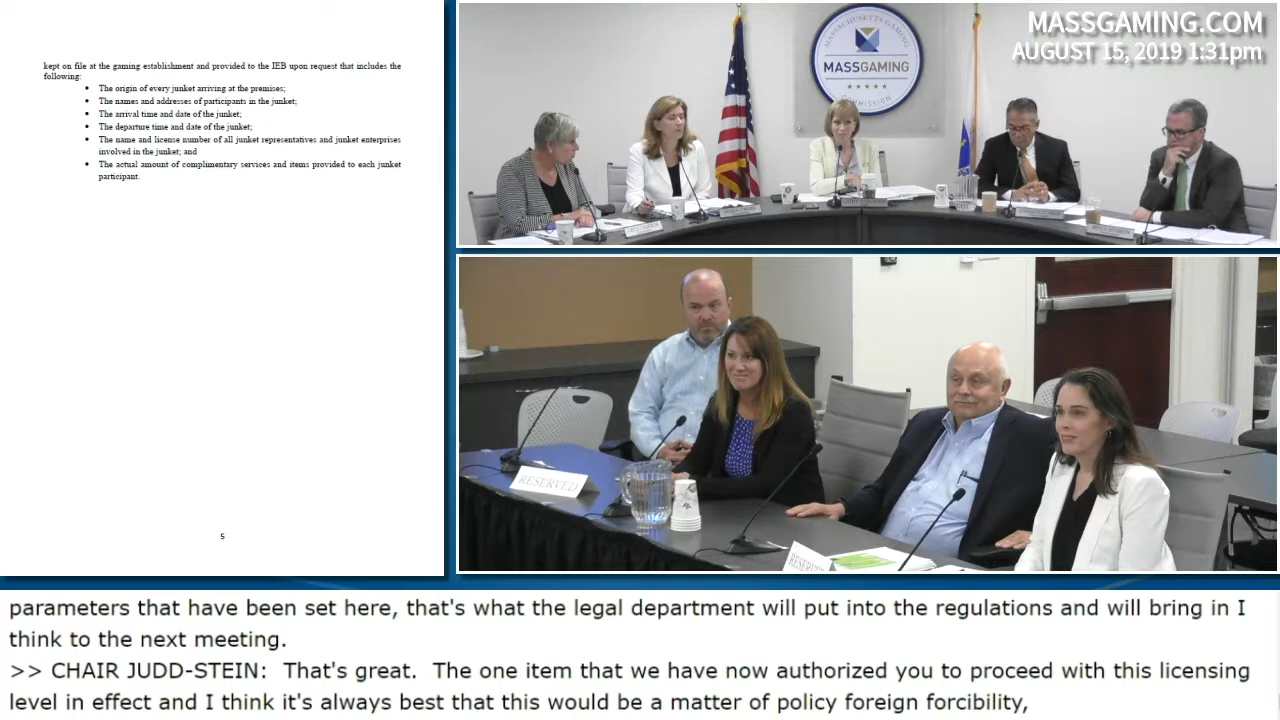 kept on file at the gaming establishment and provided to the IEB upon request that includes the
following:
• The origin of every junket arriving at the premises;
• The names and addresses of participants in the junket;
• The arrival time and date of the junket;
• The departure time and date of the junket;
• The name and license number of all junket representatives and junket enterprises
involved in the junket; and
• The actual amount of complimentary services and items provided to each junket
participant.
5
MASSGAMING.COM
AUGUST 15, 2019 1:31pm
MASSACHUSETTS GAMING
MASSGAMING
COMMISSION
RESERVED
RESERVED
parameters that have been set here, that's what the legal department will put into the regulations and will bring in I
think to the next meeting.
>> CHAIR JUDD-STEIN:  That's great.  The one item that we have now authorized you to proceed with this licensing
level in effect and I think it's always best that this would be a matter of policy foreign forcibility,